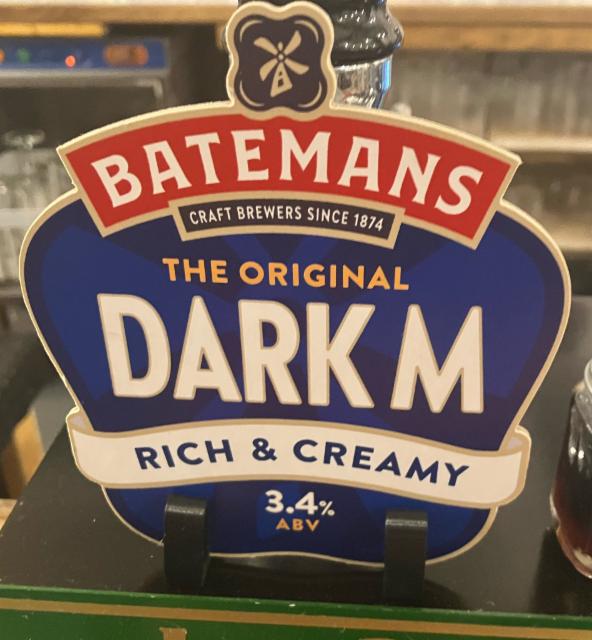 BATEMANS
CRAFT BREWERS SINCE 1874
THE ORIGINAL
DARK M
RICH & CREAMY
3.4%
ABV